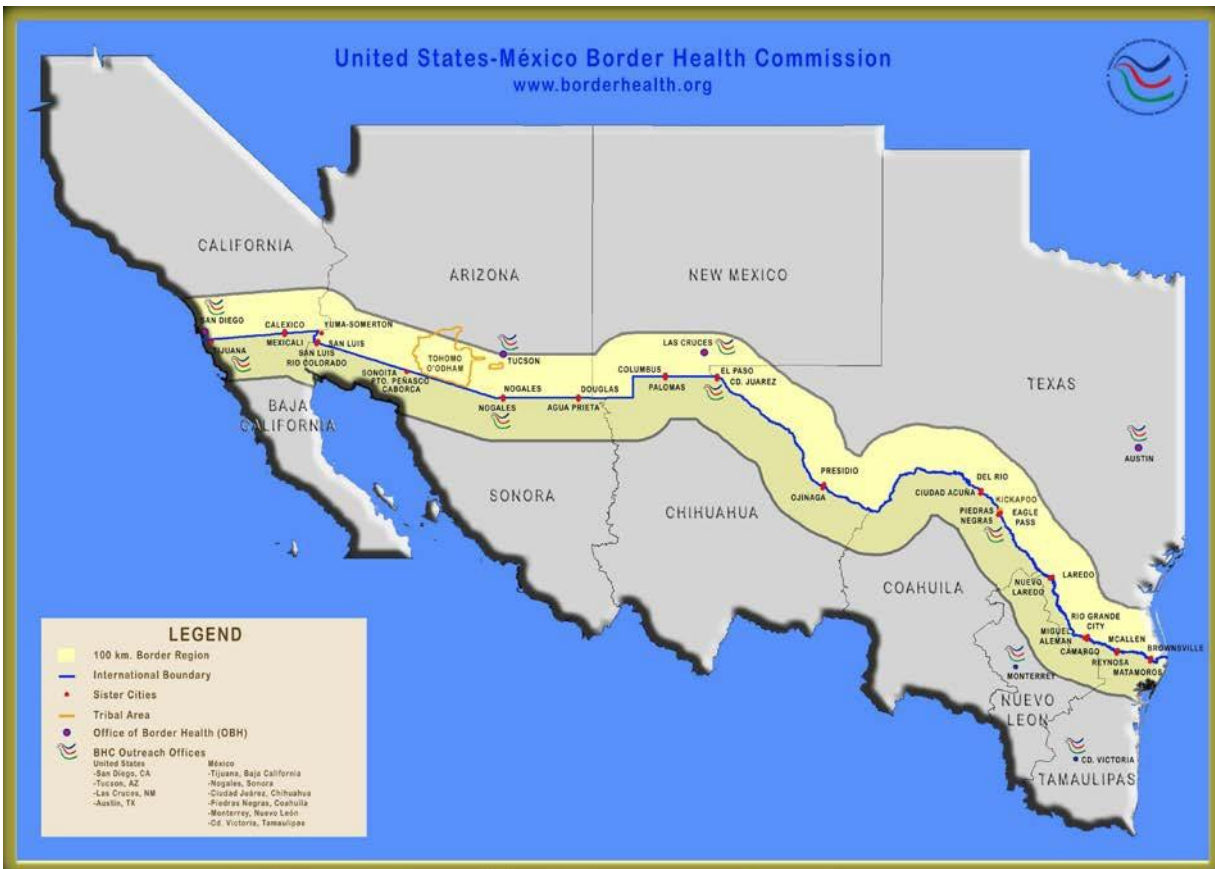 United States-México Border Health Commission
www.borderhealth.org
CALIFORNIA
ARIZONA
NEW MEXICO
TEXAS
SAN DIEGO
TIJUANA
CALEXICO
MEXICALI
YUMA-SOMERTON
SAN LUIS
SAN LUIS
RIO COLORADO
BAJA
CALIFORNIA
SONOITA
PTO. PEÑASCO
CABORCA
TOHOMO
O'ODHAM
TUCSON
NOGALES
NOGALES
DOUGLAS
AGUA PRIETA
LAS CRUCES
COLUMBUS
PALOMAS
EL PASO
CD. JUAREZ
SONORA
CHIHUAHUA
PRESIDIO
OJINAGA
AUSTIN
DEL RIO
CIUDAD ACUÑA
KICKAPOO
PIEDRAS
NEGRAS
EAGLE
PASS
COAHUILA
LAREDO
NUEVO
LAREDO
RIO GRANDE
CITY
MIGUEL
ALEMAN
CAMARGO
MCALLEN
REYNOSA
BROWNSVILLE
MATAMOROS
MONTERREY
NUEVO
LEON
CD. VICTORIA
TAMAULIPAS
LEGEND
100 km. Border Region
International Boundary
Sister Cities
Tribal Area
Office of Border Health (OBH)
BHC Outreach Offices
United States
-San Diego, CA
-Tucson, AZ
-Las Cruces, NM
-Austin, TX
México
-Tijuana, Baja California
-Nogales, Sonora
-Ciudad Juárez, Chihuahua
-Piedras Negras, Coahuila
-Monterrey, Nuevo León
-Cd. Victoria, Tamaulipas